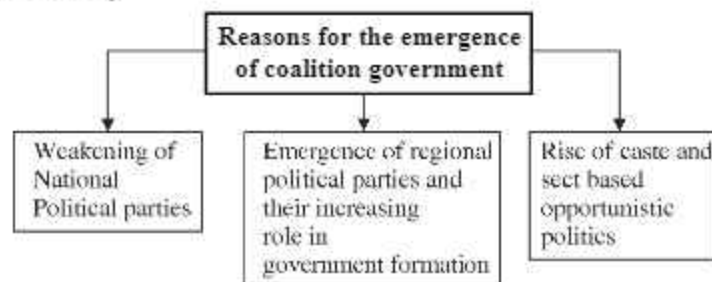 Reasons for the emergence
of coalition government
Weakening of
National
Political parties
Emergence of regional
political parties and
their increasing
role in
government formation
Rise of caste and
sect based
opportunistic
politics